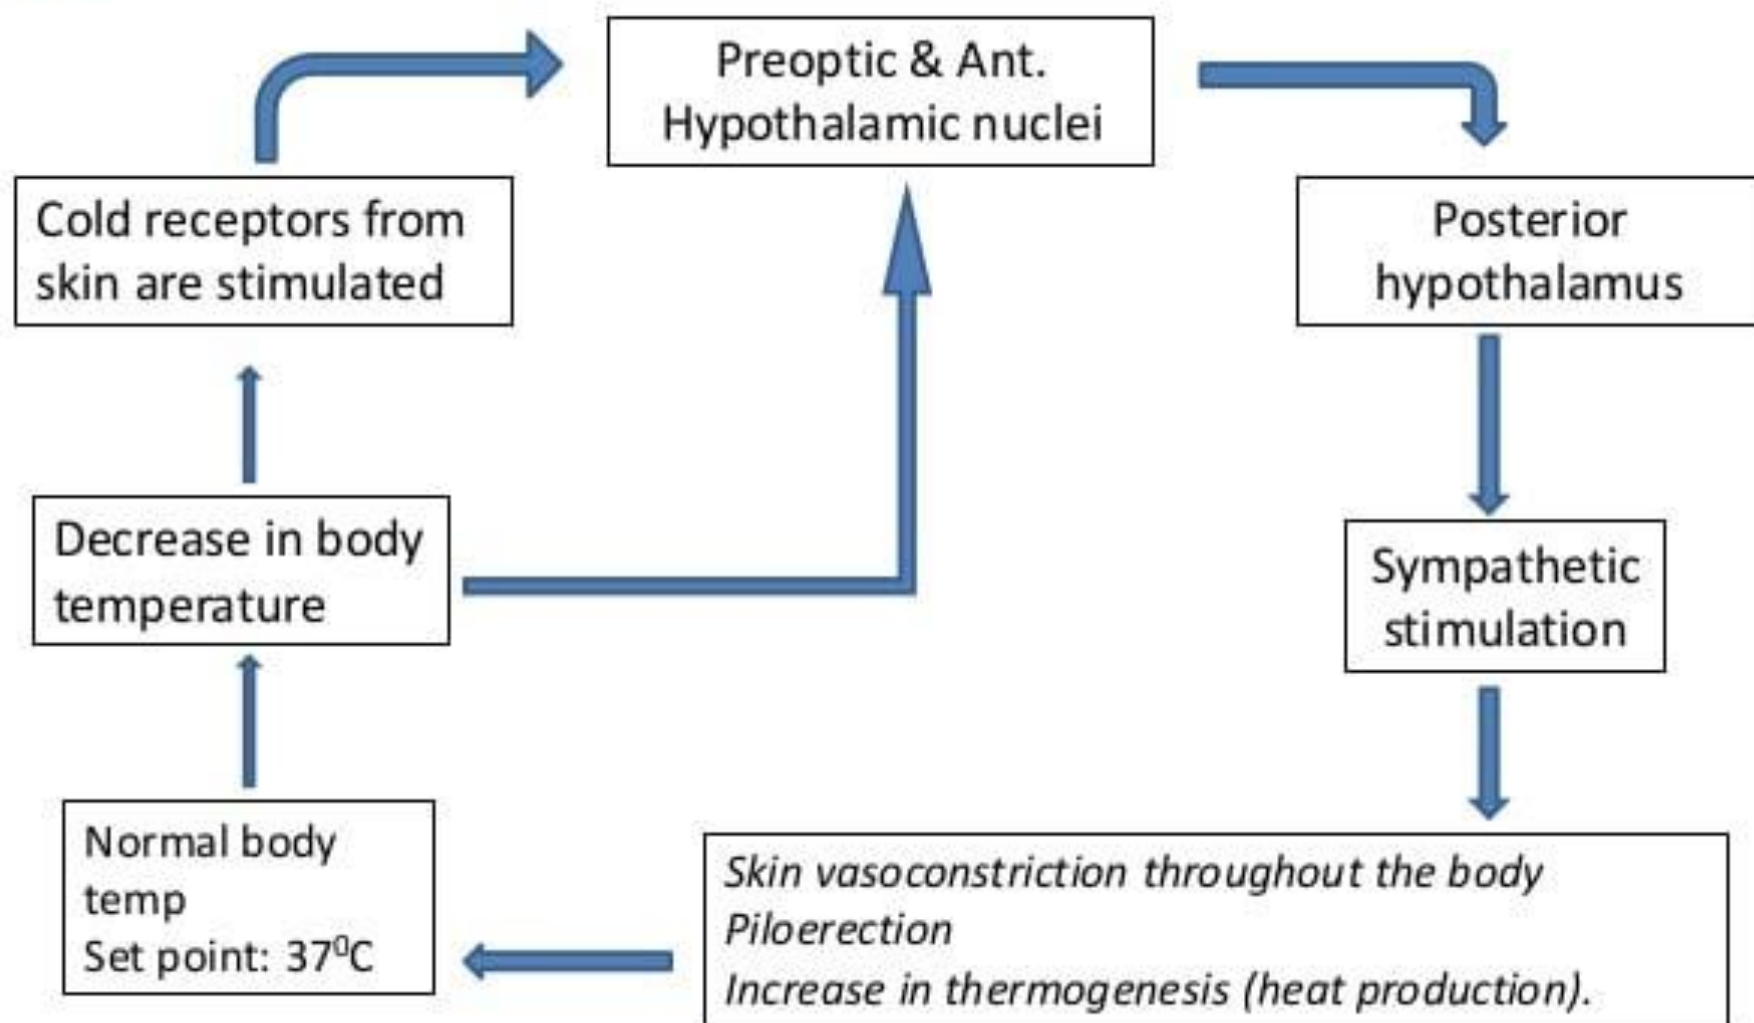 Preoptic & Ant.
Hypothalamic nuclei
Cold receptors from
skin are stimulated
Posterior
hypothalamus
Decrease in body
temperature
Sympathetic
stimulation
Normal body
temp
Set point: 37⁰C
Skin vasoconstriction throughout the body
Piloerection
Increase in thermogenesis (heat production).